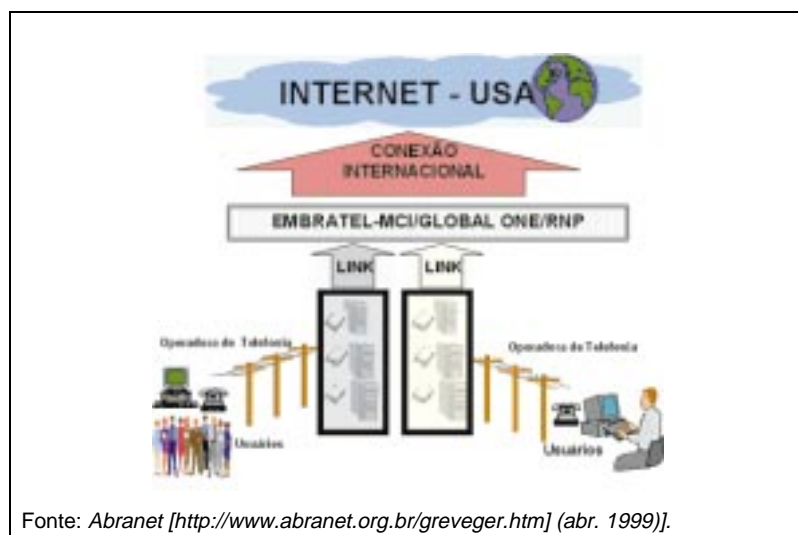 INTERNET - USA
CONEXÃO
INTERNACIONAL
EMBRATEL-MCI/GLOBAL ONE/RNP
LINK
LINK
Operadora de Telefonia
Operadora de Telefonia
Usuários
Usuários
Fonte: Abranet [http://www.abranet.org.br/greveger.htm] (abr. 1999)].